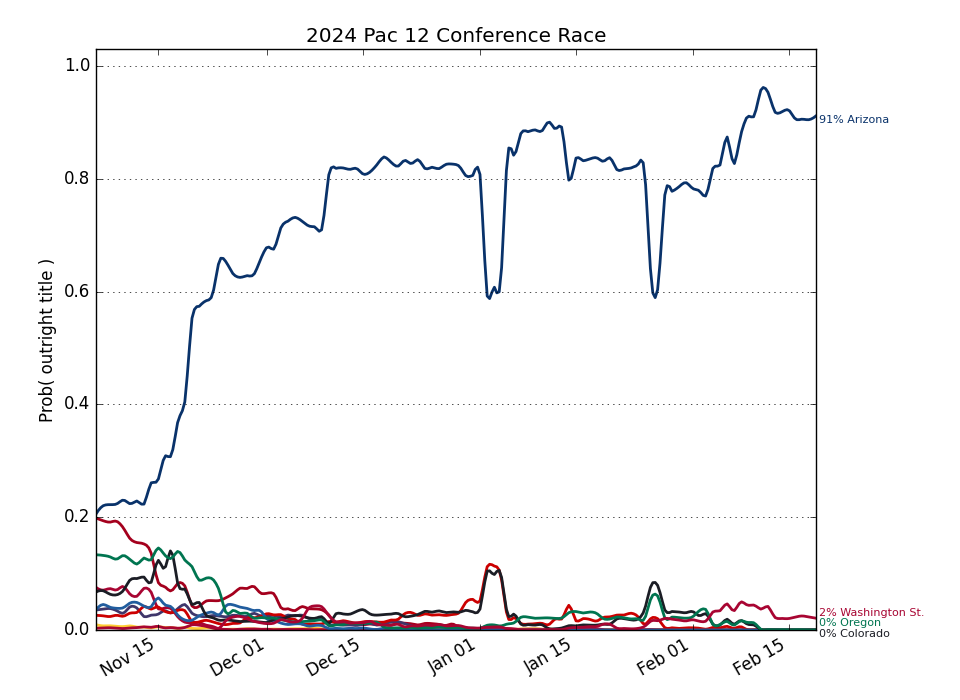 2024 Pac 12 Conference Race
Prob( outright title )
1.0
0.8
0.6
0.4
0.2
0.0
91% Arizona
2% Washington St.
0% Oregon
0% Colorado
Nov 15
Dec 01
Dec 15
Jan 01
Jan 15
Feb 01
Feb 15